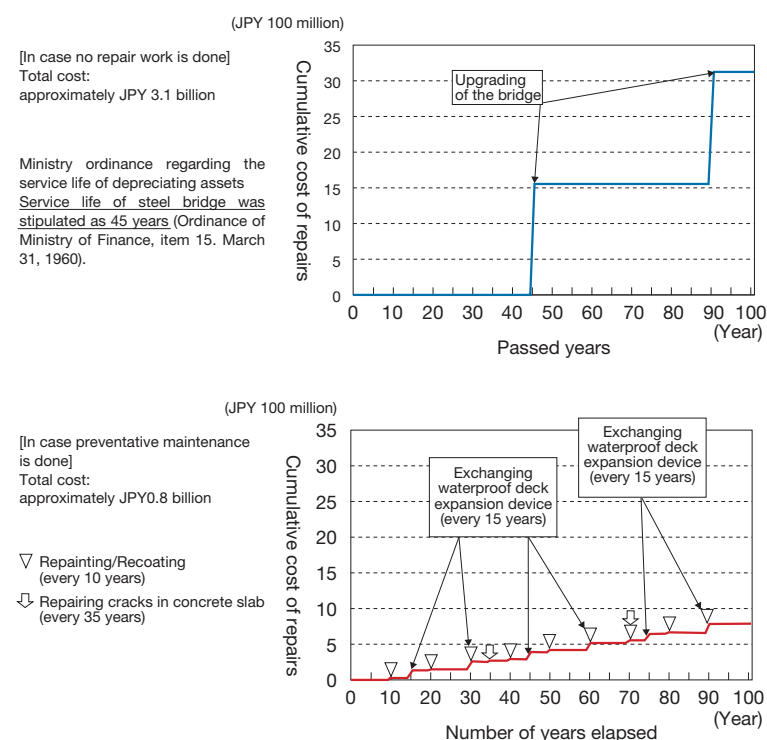 (JPY 100 million)
[In case no repair work is done]
Total cost:
approximately JPY 3.1 billion
Ministry ordinance regarding the
service life of depreciating assets
Service life of steel bridge was
stipulated as 45 years (Ordinance of
Ministry of Finance, item 15. March
31, 1960).
Cumulative cost of repairs
35
30
25
20
15
10
5
0
Upgrading
of the bridge
0 10 20 30 40 50 60 70 80 90 100
(Year)
Passed years
(JPY 100 million)
[In case preventative maintenance
is done]
Total cost:
approximately JPY0.8 billion
Repainting/Recoating
(every 10 years)
Repairing cracks in concrete slab
(every 35 years)
Cumulative cost of repairs
35
30
25
20
15
10
5
0
Exchanging
waterproof deck
expansion device
(every 15 years)
Exchanging
waterproof deck
expansion device
(every 15 years)
0 10 20 30 40 50 60 70 80 90 100
(Year)
Number of years elapsed